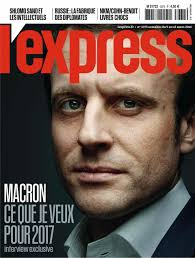 SHLOMO SAND ET
LES INTELLECTUELS
RUSSIE : LA FABRIQUE
DES DIPLOMATES
NKM/COHN-BENDIT
LIVRES CHOCS
l'express
MACRON
CE QUE JE VEUX
POUR 2017
interview exclusive